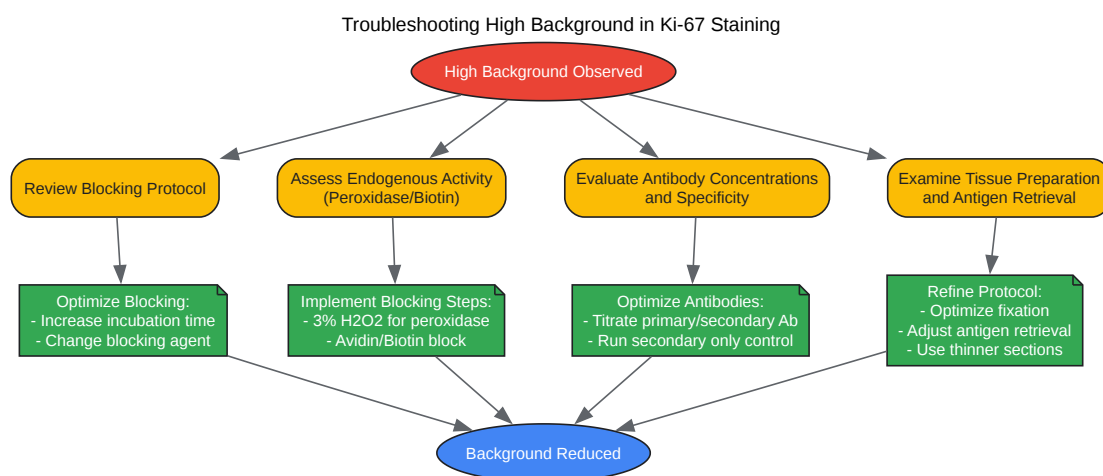 Troubleshooting High Background in Ki-67 Staining
High Background Observed
Review Blocking Protocol
Assess Endogenous Activity
(Peroxidase/Biotin)
Evaluate Antibody Concentrations
and Specificity
Examine Tissue Preparation
and Antigen Retrieval
Optimize Blocking:
- Increase incubation time
- Change blocking agent
Implement Blocking Steps:
- 3% H2O2 for peroxidase
- Avidin/Biotin block
Optimize Antibodies:
- Titrate primary/secondary Ab
- Run secondary only control
Refine Protocol:
- Optimize fixation
- Adjust antigen retrieval
- Use thinner sections
Background Reduced